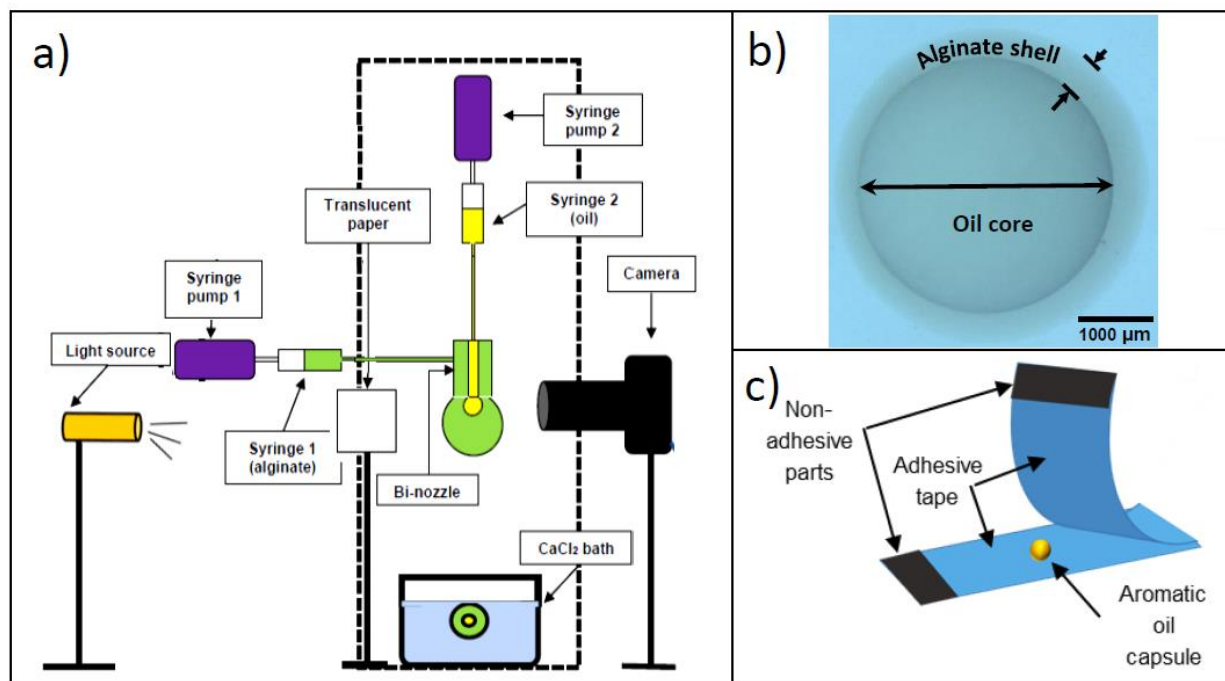 a)
Syringe
pump 2
Translucent
paper
Syringe 2
(oil)
Syringe
pump 1
Camera
Light source
Syringe 1
(alginate)
Bi-nozzle
CaCl₂ bath
b)
Alginate shell
Oil core
1000 µm
c)
Non-
adhesive
parts
Adhesive
tape
Aromatic
oil
capsule